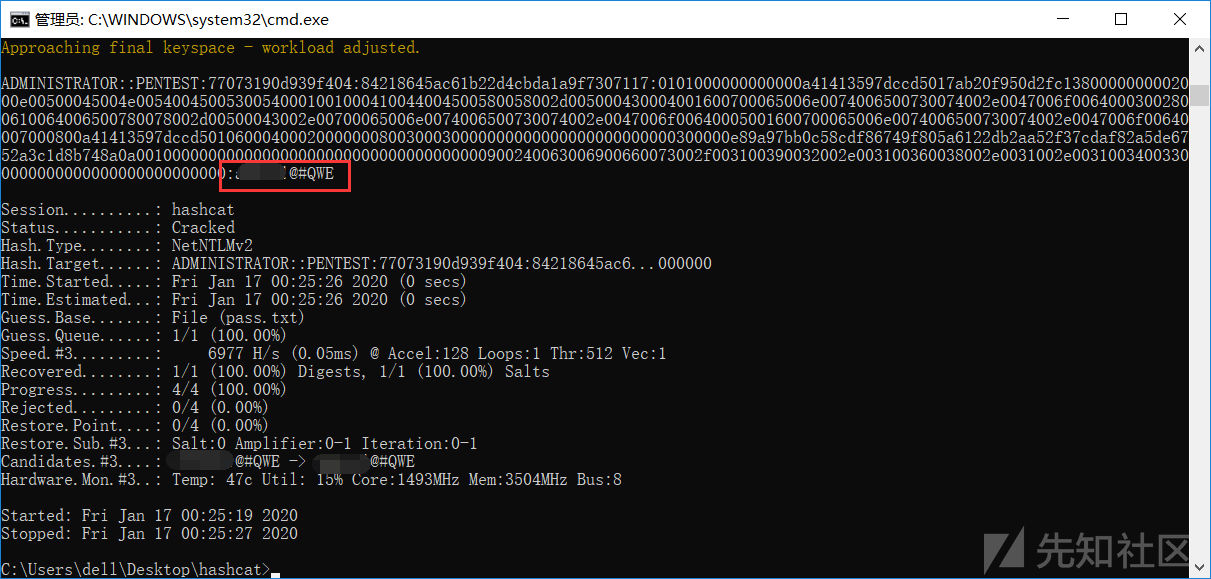 管理员: C:\WINDOWS\system32\cmd.exe
Approaching final keyspace - workload adjusted.
ADMINISTRATOR::PENTEST:77073190d939f404:84218645ac61b22d4cbda1a9f7307117:0101000000000000a41413597dccd5017ab20f950d2fc13800000000020
00e00500045004e00540045005300540001001000410044004500580058002d005000430004001600700065006e0074006500730074002e0047006f006400030028 0
0610064006500780078002d00500043002e00700065006e0074006500730074002e0047006f00640005001600700065006e0074006500730074002e0047006f00640
007000800a41413597dccd50106000400020000000800300030000000000000000000000000300000e89a97bb0c58cdf86749f805a6122db2aa52f37cdaf82a5de67
52a3c1d8b748a0a001000000000000000000000000000000000000900240063006900660073002f003100390032002e003100360038002e0031002e003100340033 0
0000000000000000000000000:
@#QWE
Session..........: hashcat
Status...........: Cracked
Hash.Type........: NetNTLMv2
Hash.Target......: ADMINISTRATOR::PENTEST:77073190d939f404:84218645ac6...000000
Time.Started.....: Fri Jan 17 00:25:26 2020 (0 secs)
Time.Estimated...: Fri Jan 17 00:25:26 2020 (0 secs)
Guess.Base.......: File (pass.txt)
Guess.Queue......: 1/1 (100.00%)
Speed.#3.........:     6977 H/s (0.05ms) @ Accel:128 Loops:1 Thr:512 Vec:1
Recovered........: 1/1 (100.00%) Digests, 1/1 (100.00%) Salts
Progress.........: 4/4 (100.00%)
Rejected.........: 0/4 (0.00%)
Restore.Point....: 0/4 (0.00%)
Restore.Sub.#3...: Salt:0 Amplifier:0-1 Iteration:0-1
Candidates.#3....: @#QWE -> @#QWE
Hardware.Mon.#3..: Temp: 47c Util: 15% Core:1493MHz Mem:3504MHz Bus:8
Started: Fri Jan 17 00:25:19 2020
Stopped: Fri Jan 17 00:25:27 2020
C:\Users\dell\Desktop\hashcat>
先知社区